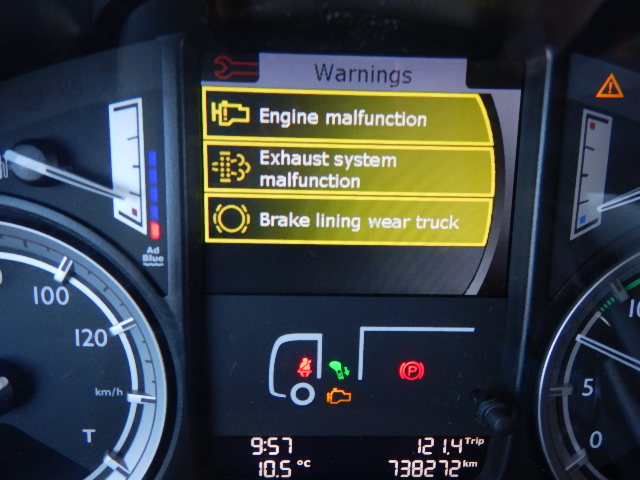 Warnings
Engine malfunction
Exhaust system
malfunction
Brake lining wear truck
Ad
Blue
100
120
km/h
T
P
10
5
0
9:57
121.4 Trip
10.5 °C
738272 km